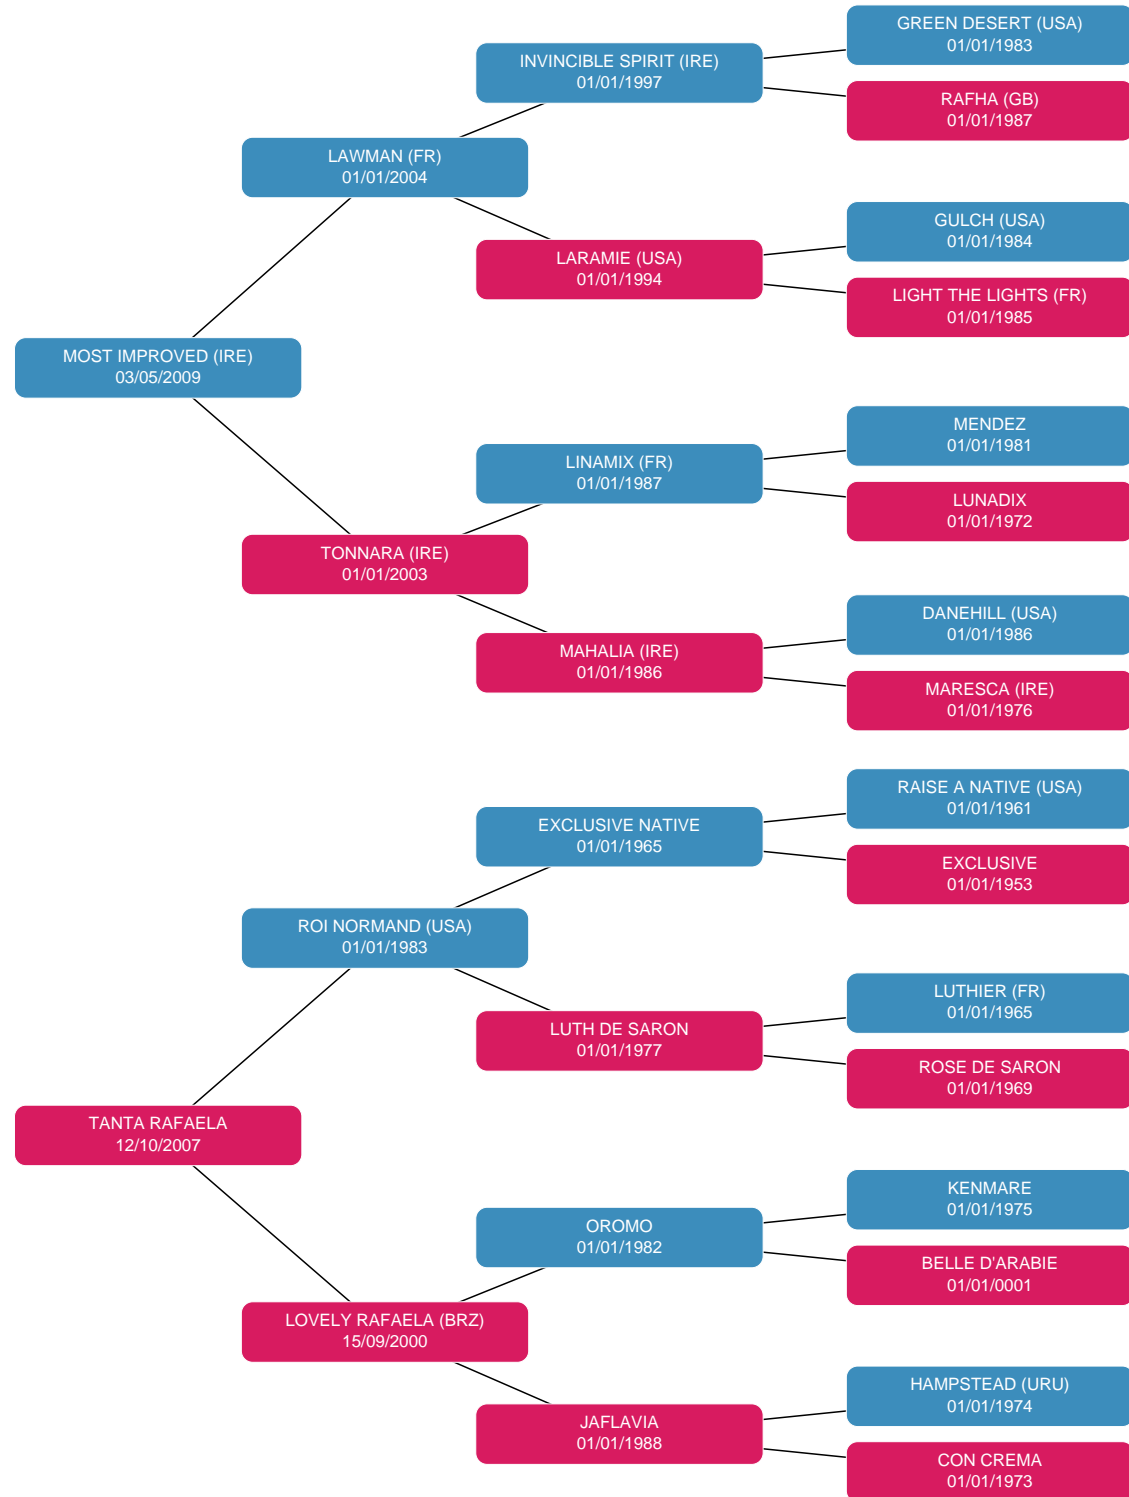 GREEN DESERT (USA)
01/01/1983
INVINCIBLE SPIRIT (IRE)
01/01/1997
RAFHA (GB)
01/01/1987
LAWMAN (FR)
01/01/2004
GULCH (USA)
01/01/1984
LARAMIE (USA)
01/01/1994
LIGHT THE LIGHTS (FR)
01/01/1985
MOST IMPROVED (IRE)
03/05/2009
MENDEZ
01/01/1981
LINAMIX (FR)
01/01/1987
LUNADIX
01/01/1972
TONNARA (IRE)
01/01/2003
DANEHILL (USA)
01/01/1986
MAHALIA (IRE)
01/01/1986
MARESCA (IRE)
01/01/1976
RAISE A NATIVE (USA)
01/01/1961
EXCLUSIVE NATIVE
01/01/1965
EXCLUSIVE
01/01/1953
ROI NORMAND (USA)
01/01/1983
LUTHIER (FR)
01/01/1965
LUTH DE SARON
01/01/1977
ROSE DE SARON
01/01/1969
TANTA RAFAELA
12/10/2007
KENMARE
01/01/1975
OROMO
01/01/1982
BELLE D'ARABIE
01/01/0001
LOVELY RAFAELA (BRZ)
15/09/2000
HAMPSTEAD (URU)
01/01/1974
JAFLAVIA
01/01/1988
CON CREMA
01/01/1973